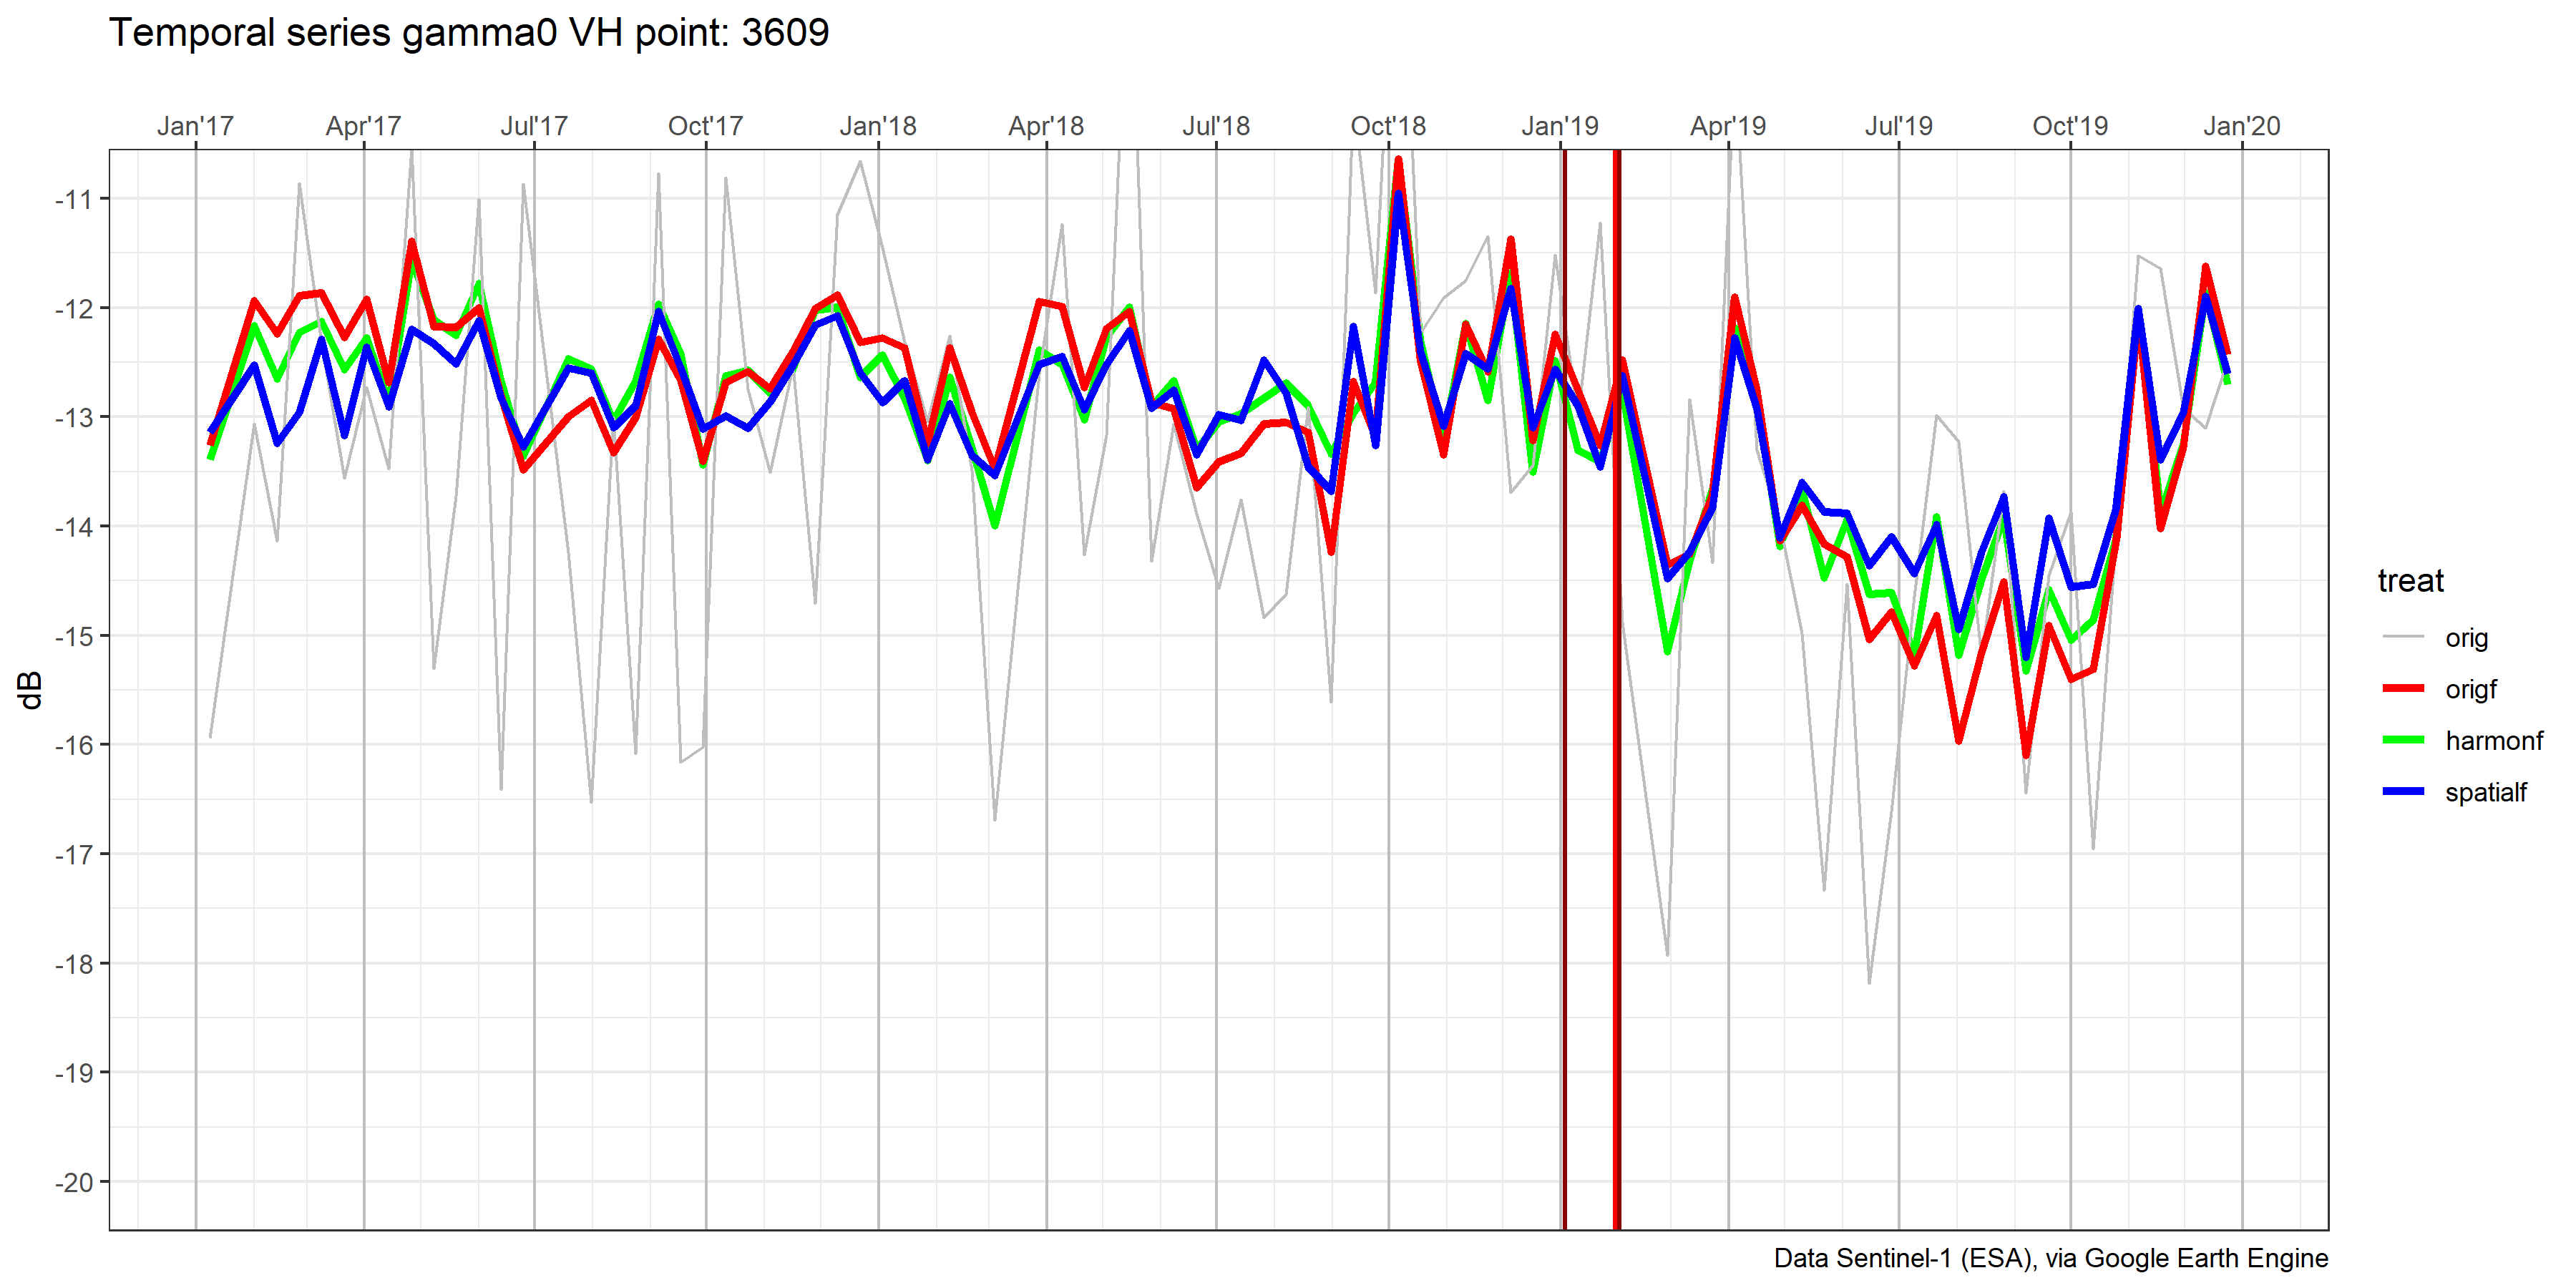 Temporal series gamma0 VH point: 3609
Jan'17 Apr'17 Jul'17 Oct'17 Jan'18 Apr'18 Jul'18 Oct'18 Jan'19 Apr'19 Jul'19 Oct'19 Jan'20
-11
-12
-13
-14
-15
-16
-17
-18
-19
-20
dB
treat
orig
origf
harmonf
spatialf
Data Sentinel-1 (ESA), via Google Earth Engine